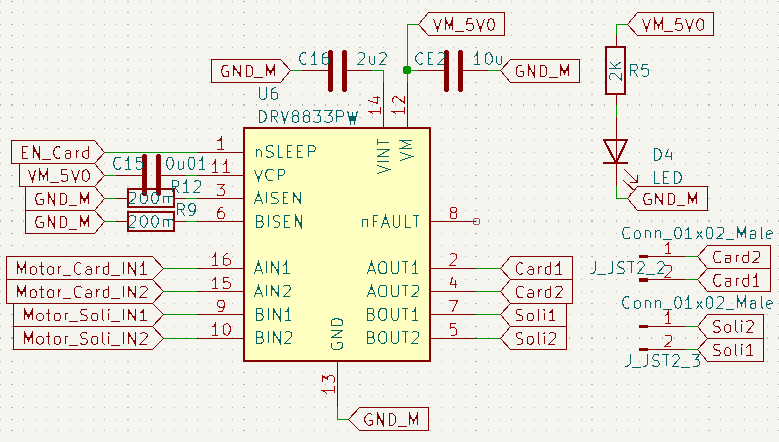 VM_5V0
VM_5V0
C16
2u2
CE2
10u
GND_M
GND_M
2K
R5
U6
DRV8833PW
14
12
EN_Card
1
nSLEEP
VINT
VM
D4
LED
C15
0u01
VM_5V0
11
VCP
R12
GND_M
200m
3
AISEN
GND_M
R9
GND_M
200m
6
BISEN
nFAULT
8
Conn_01x02_Male
1
Card2
Motor_Card_IN1
16
AIN1
AOUT1
2
Card1
J_JST2_2
2
Card1
Motor_Card_IN2
15
AIN2
AOUT2
4
Card2
Conn_01x02_Male
Motor_Soli_IN1
9
BIN1
BOUT1
7
Soli1
1
Soli2
Motor_Soli_IN2
10
BIN2
GND
BOUT2
5
Soli2
2
Soli1
J_JST2_3
13
GND_M